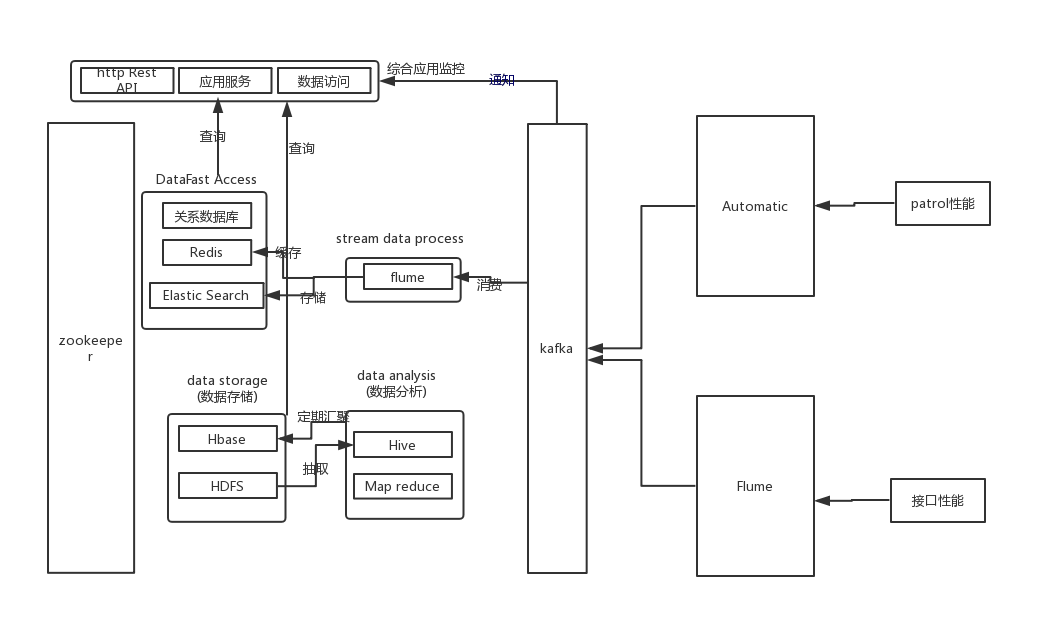 http Rest
API
应用服务
数据访问
综合应用监控
通知
查询
查询
DataFast Access
关系数据库
Redis
Elastic Search
缓存
存储
stream data process
flume
消费
zookeepe
r
kafka
Automatic
patrol性能
data storage
(数据存储)
Hbase
HDFS
定期汇聚
抽取
data analysis
(数据分析)
Hive
Map reduce
Flume
接口性能